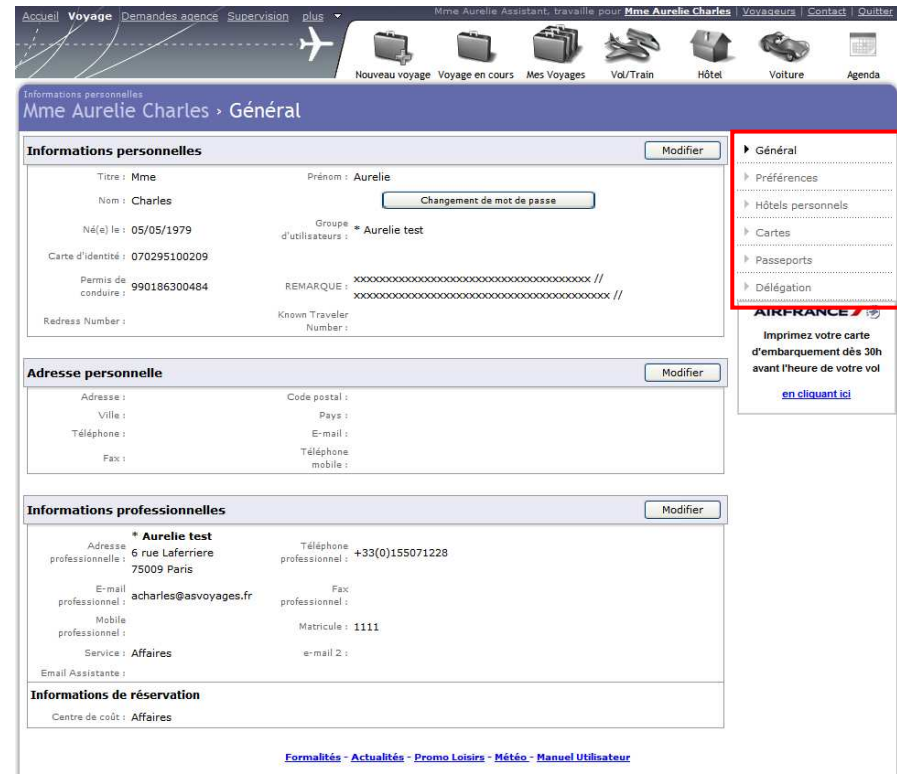 Accueil Voyage Demandes agence Supervision plus
Mme Aurelie Assistant, travaille pour Mme Aurelie Charles | Voyageurs | Contact | Quitter
Nouveau voyage Voyage en cours Mes Voyages Vol/Train Hôtel Voiture Agenda
Informations personnelles
Mme Aurelie Charles › Général
Informations personnelles Modifier
Titre : Mme Prénom : Aurelie
Nom : Charles Changement de mot de passe
Né(e) le : 05/05/1979 Groupe d'utilisateurs : * Aurelie test
Carte d'identité : 070295100209
Permis de conduire : 990186300484 REMARQUE : xxxxxxxxxxxxxxxxxxxxxxxxxxxxxxxxxxxxxxx //
xxxxxxxxxxxxxxxxxxxxxxxxxxxxxxxxxxxxxxxxxx //
Redress Number : Known Traveler Number :
Adresse personnelle Modifier
Adresse : Code postal :
Ville : Pays :
Téléphone : E-mail :
Fax : Téléphone mobile :
Informations professionnelles Modifier
Adresse professionnelle : * Aurelie test
6 rue Laferriere
75009 Paris
Téléphone professionnel : +33(0)155071228
E-mail professionnel : acharles@asvoyages.fr Fax professionnel :
Mobile professionnel : Matricule : 1111
Service : Affaires e-mail 2 :
Email Assistante :
Informations de réservation
Centre de coût : Affaires
Général
Préférences
Hôtels personnels
Cartes
Passeports
Délégation
AIRFRANCE
Imprimez votre carte
d'embarquement dès 30h
avant l'heure de votre vol
en cliquant ici
Formalités - Actualités - Promo Loisirs - Météo - Manuel Utilisateur